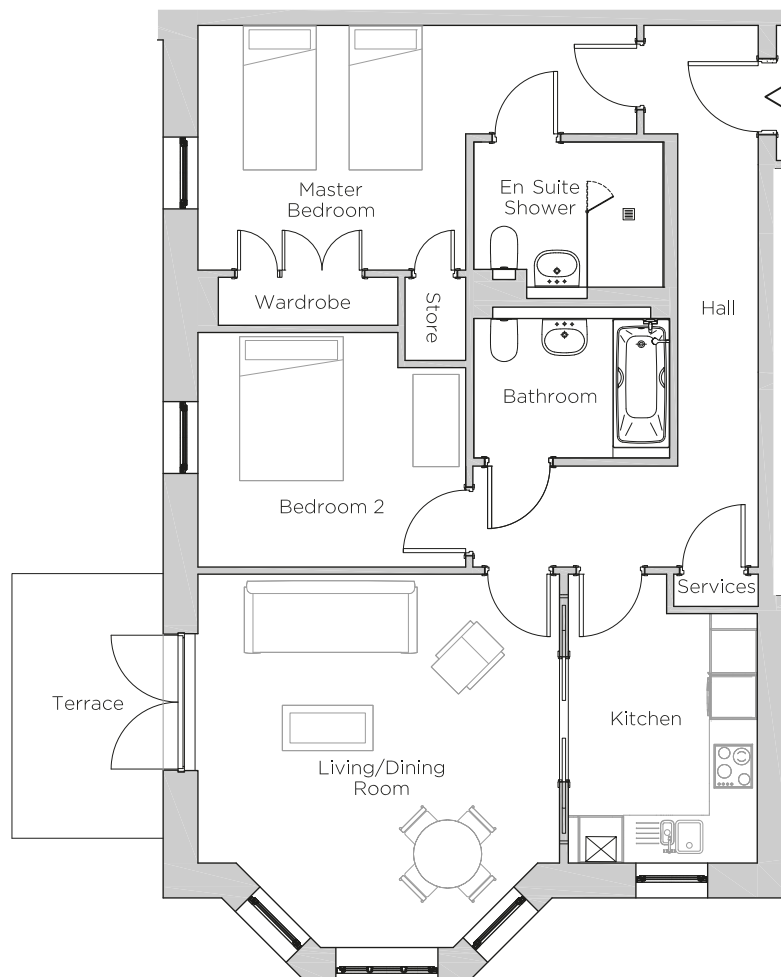 Master
Bedroom
En Suite
Shower
Wardrobe
Store
Hall
Bathroom
Bedroom 2
Services
Terrace
Kitchen
Living/Dining
Room